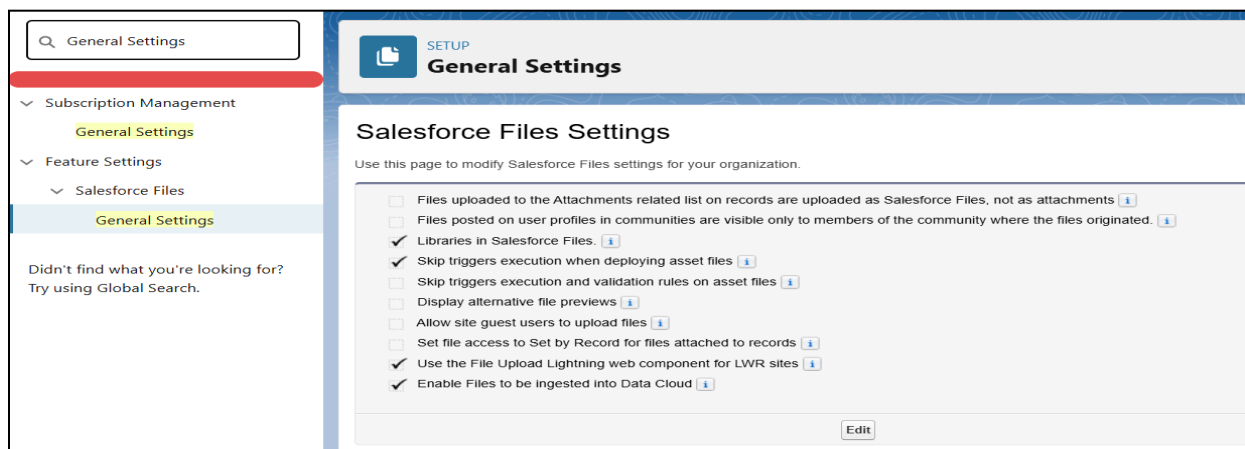 General Settings
Subscription Management
General Settings
Feature Settings
Salesforce Files
General Settings
Didn't find what you're looking for?
Try using Global Search.
SETUP
General Settings
Salesforce Files Settings
Use this page to modify Salesforce Files settings for your organization.
Files uploaded to the Attachments related list on records are uploaded as Salesforce Files, not as attachments i
Files posted on user profiles in communities are visible only to members of the community where the files originated. i
Libraries in Salesforce Files. i
Skip triggers execution when deploying asset files i
Skip triggers execution and validation rules on asset files i
Display alternative file previews i
Allow site guest users to upload files i
Set file access to Set by Record for files attached to records i
Use the File Upload Lightning web component for LWR sites i
Enable Files to be ingested into Data Cloud i
Edit